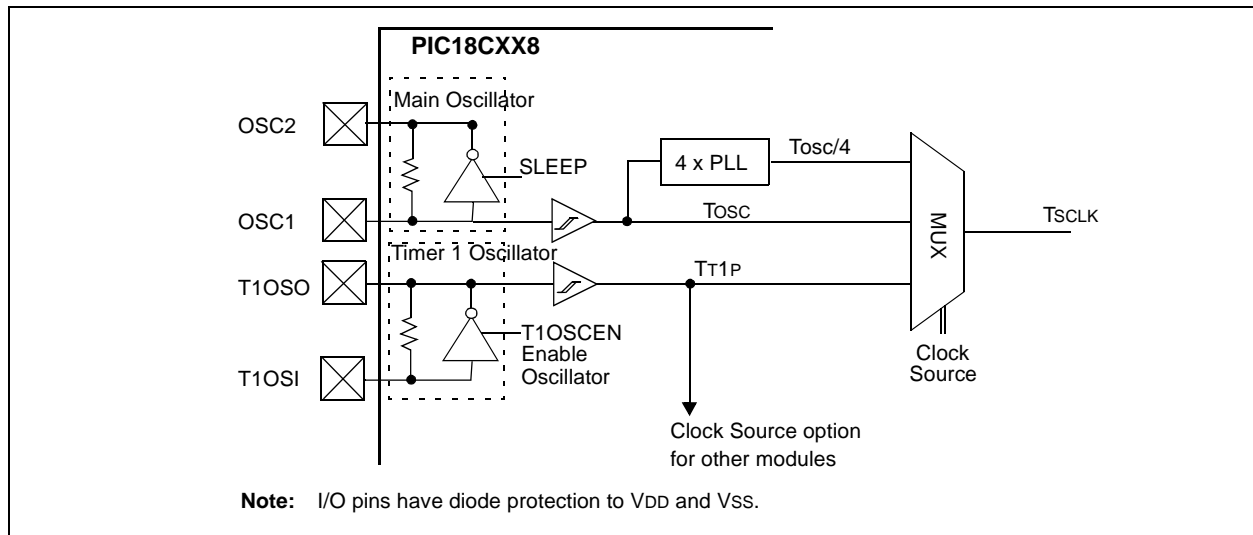 PIC18CXX8
Main Oscillator
OSC2
4 x PLL
Tosc/4
SLEEP
OSC1
TOSC
MUX
TSCLK
Timer 1 Oscillator
T1OSO
TT1P
T1OSCEN
Enable
Oscillator
T1OSI
Clock
Source
Clock Source option
for other modules
Note: I/O pins have diode protection to VDD and VSS.